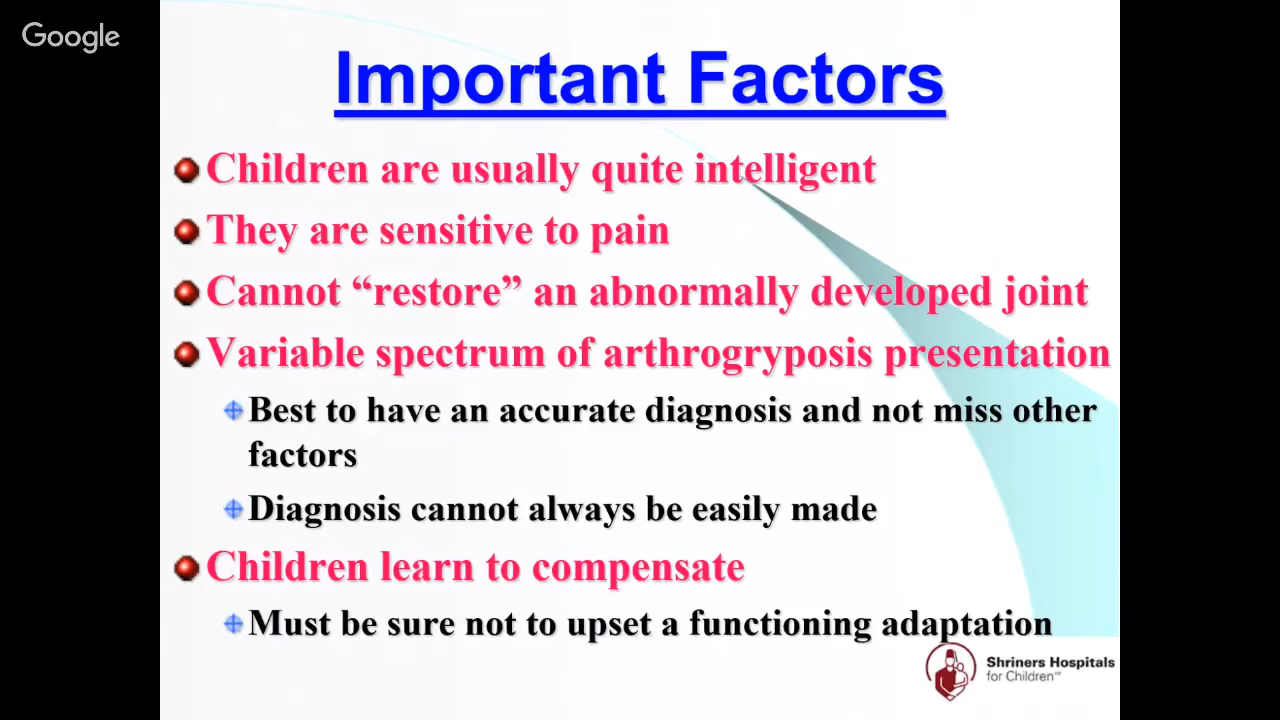 Google
Important Factors
Children are usually quite intelligent
They are sensitive to pain
Cannot “restore” an abnormally developed joint
Variable spectrum of arthrogryposis presentation
Best to have an accurate diagnosis and not miss other
factors
Diagnosis cannot always be easily made
Children learn to compensate
Must be sure not to upset a functioning adaptation
Shriners Hospitals
for Children™